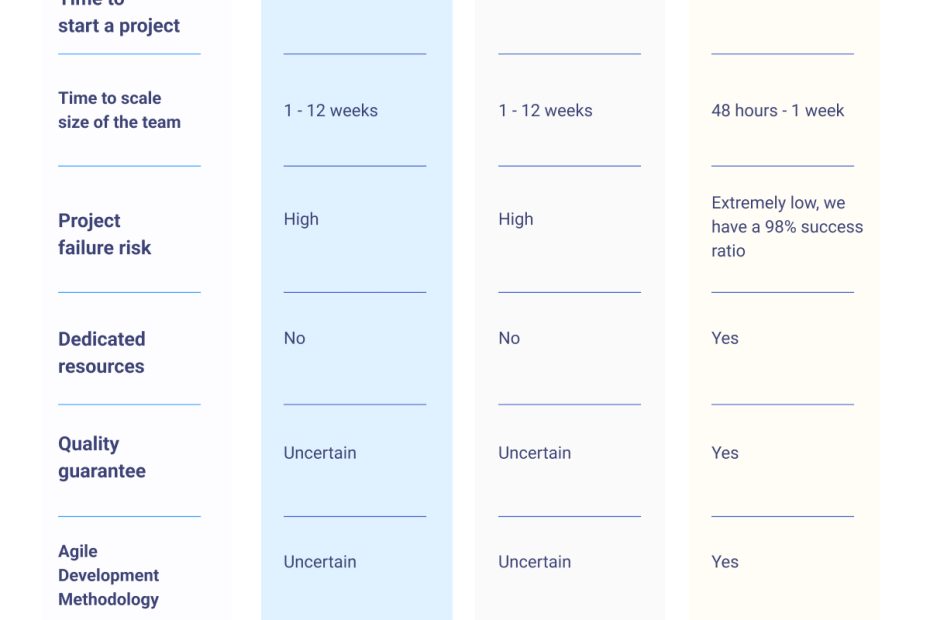 Time to
start a project
Time to scale
size of the team
1 - 12 weeks
1 - 12 weeks
48 hours - 1 week
Project
failure risk
High
High
Extremely low, we
have a 98% success
ratio
Dedicated
resources
No
No
Yes
Quality
guarantee
Uncertain
Uncertain
Yes
Agile
Development
Methodology
Uncertain
Uncertain
Yes